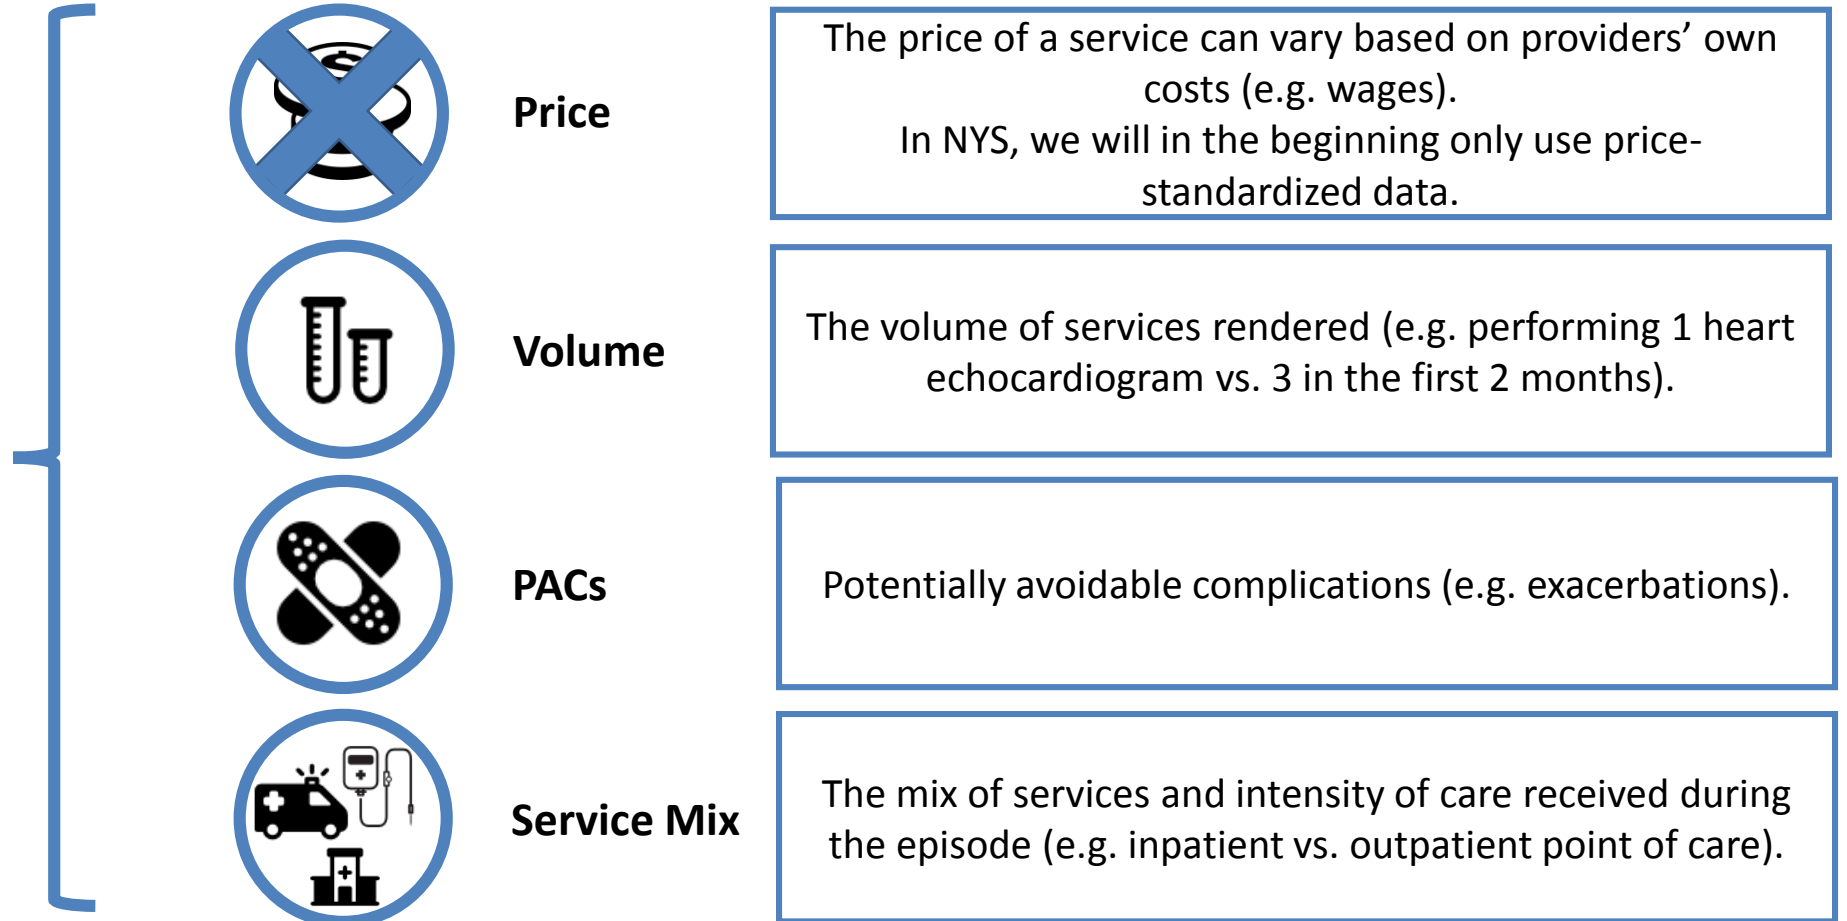 Price
The price of a service can vary based on providers’ own
costs (e.g. wages).
In NYS, we will in the beginning only use price-
standardized data.
Volume
The volume of services rendered (e.g. performing 1 heart
echocardiogram vs. 3 in the first 2 months).
PACs
Potentially avoidable complications (e.g. exacerbations).
Service Mix
The mix of services and intensity of care received during
the episode (e.g. inpatient vs. outpatient point of care).